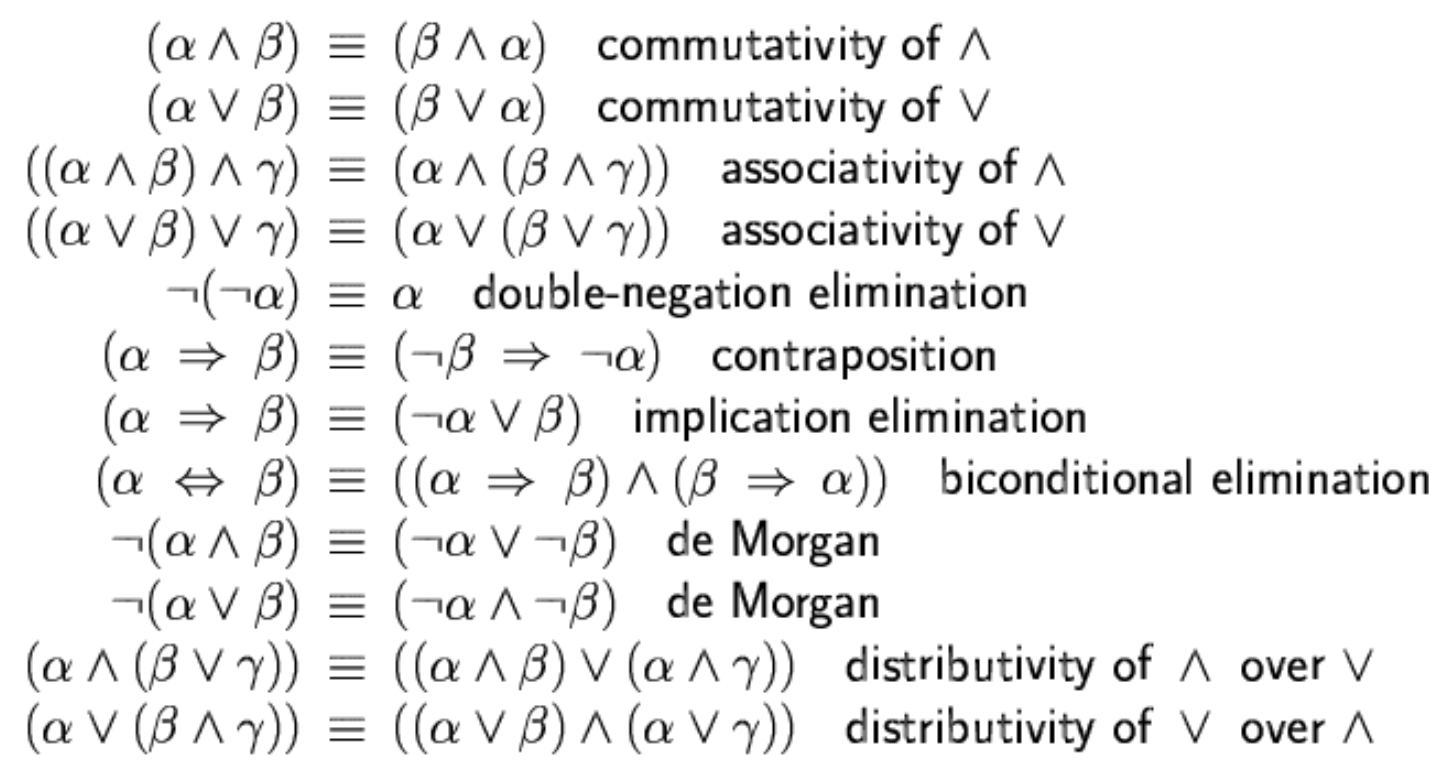 (α ∧ β) ≡ (β ∧ α) commutativity of ∧
(α ∨ β) ≡ (β ∨ α) commutativity of ∨
((α ∧ β) ∧ γ) ≡ (α ∧ (β ∧ γ)) associativity of ∧
((α ∨ β) ∨ γ) ≡ (α ∨ (β ∨ γ)) associativity of ∨
¬(¬α) ≡ α double-negation elimination
(α ⇒ β) ≡ (¬β ⇒ ¬α) contraposition
(α ⇒ β) ≡ (¬α ∨ β) implication elimination
(α ⇔ β) ≡ ((α ⇒ β) ∧ (β ⇒ α)) biconditional elimination
¬(α ∧ β) ≡ (¬α ∨ ¬β) de Morgan
¬(α ∨ β) ≡ (¬α ∧ ¬β) de Morgan
(α ∧ (β ∨ γ)) ≡ ((α ∧ β) ∨ (α ∧ γ)) distributivity of ∧ over ∨
(α ∨ (β ∧ γ)) ≡ ((α ∨ β) ∧ (α ∨ γ)) distributivity of ∨ over ∧